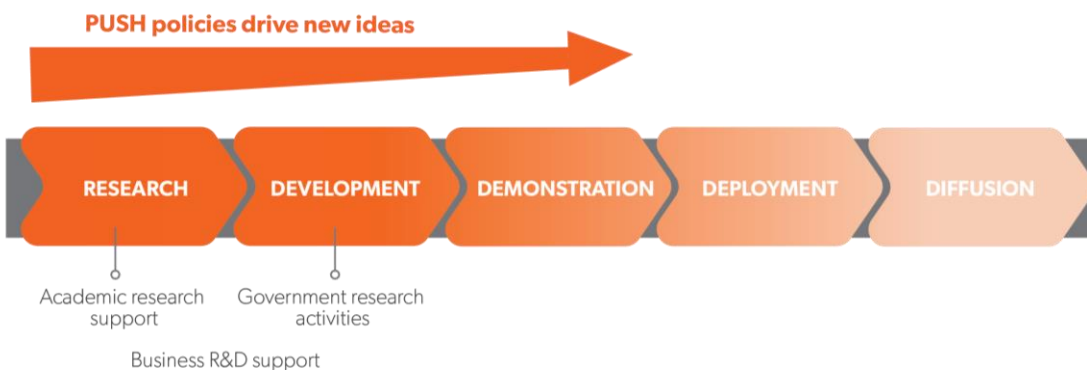 PUSH policies drive new ideas
RESEARCH
DEVELOPMENT
DEMONSTRATION
DEPLOYMENT
DIFFUSION
Academic research
support
Government research
activities
Business R&D support